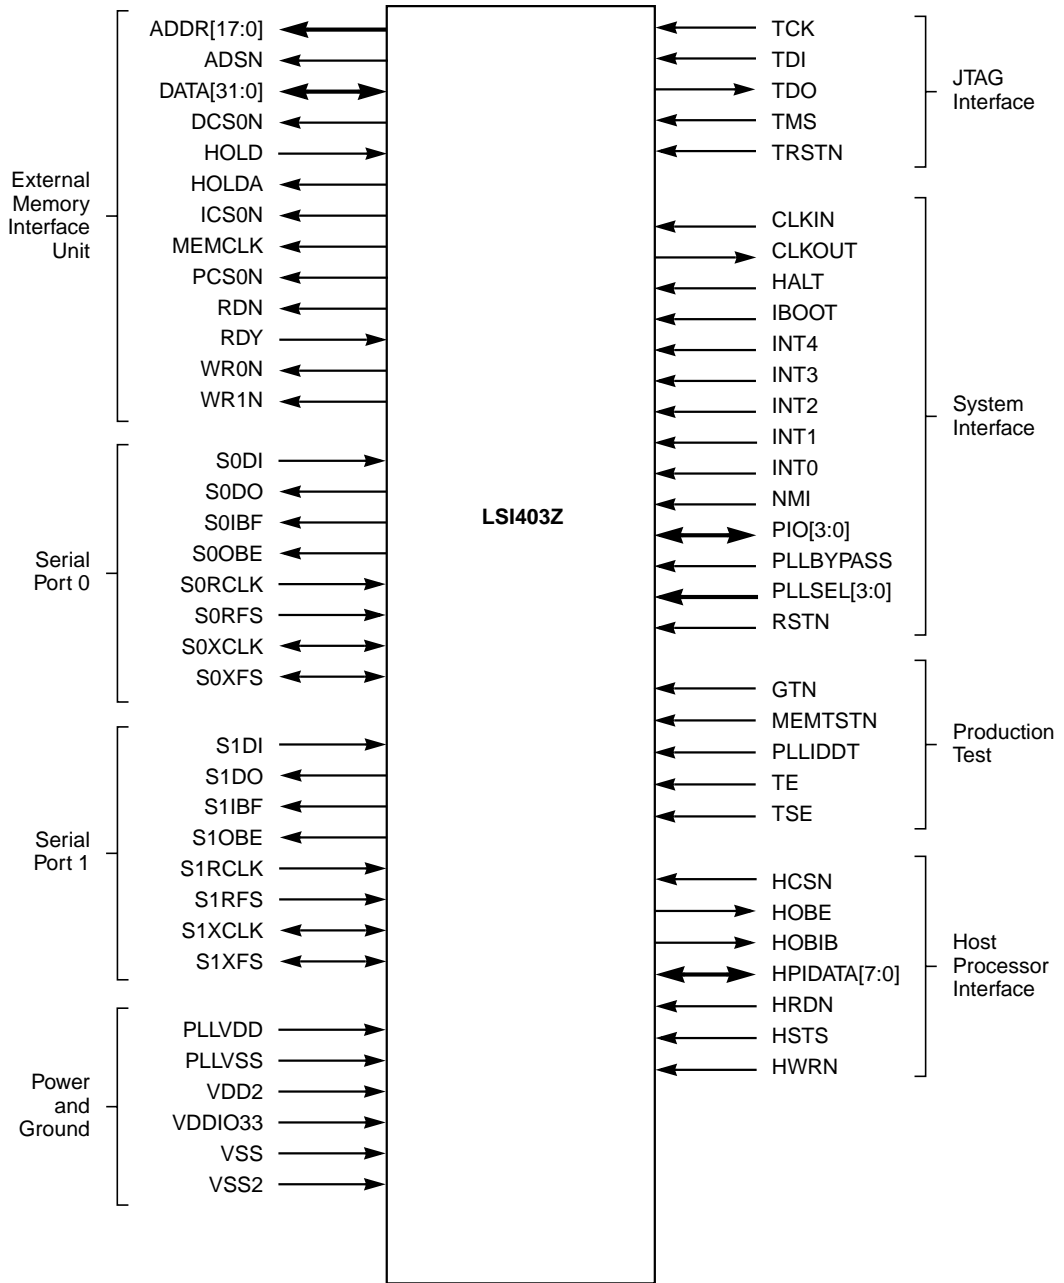 External
Memory
Interface
Unit
ADDR[17:0]
ADSN
DATA[31:0]
DCS0N
HOLD
HOLDA
ICS0N
MEMCLK
PCS0N
RDN
RDY
WR0N
WR1N
Serial
Port 0
S0DI
S0DO
S0IBF
S0OBE
S0RCLK
S0RFS
S0XCLK
S0XFS
Serial
Port 1
S1DI
S1DO
S1IBF
S1OBE
S1RCLK
S1RFS
S1XCLK
S1XFS
Power
and
Ground
PLLVDD
PLLVSS
VDD2
VDDIO33
VSS
VSS2
LSI403Z
TCK
TDI
TDO
TMS
TRSTN
JTAG
Interface
CLKIN
CLKOUT
HALT
IBOOT
INT4
INT3
INT2
INT1
INT0
NMI
PIO[3:0]
PLLBYPASS
PLLSEL[3:0]
RSTN
System
Interface
GTN
MEMTSTN
PLLIDDT
TE
TSE
Production
Test
HCSN
HOBE
HOBIB
HPIDATA[7:0]
HRDN
HSTS
HWRN
Host
Processor
Interface